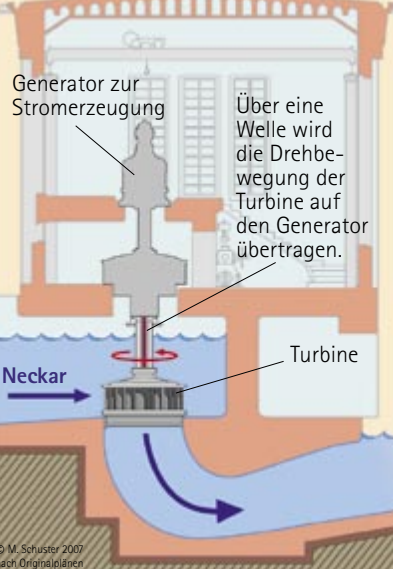 Generator zur
Stromerzeugung
Über eine
Welle wird
die Drehbe-
wegung der
Turbine auf
den Generator
übertragen.
Turbine
Neckar
© M. Schuster 2007
nach Originalplänen